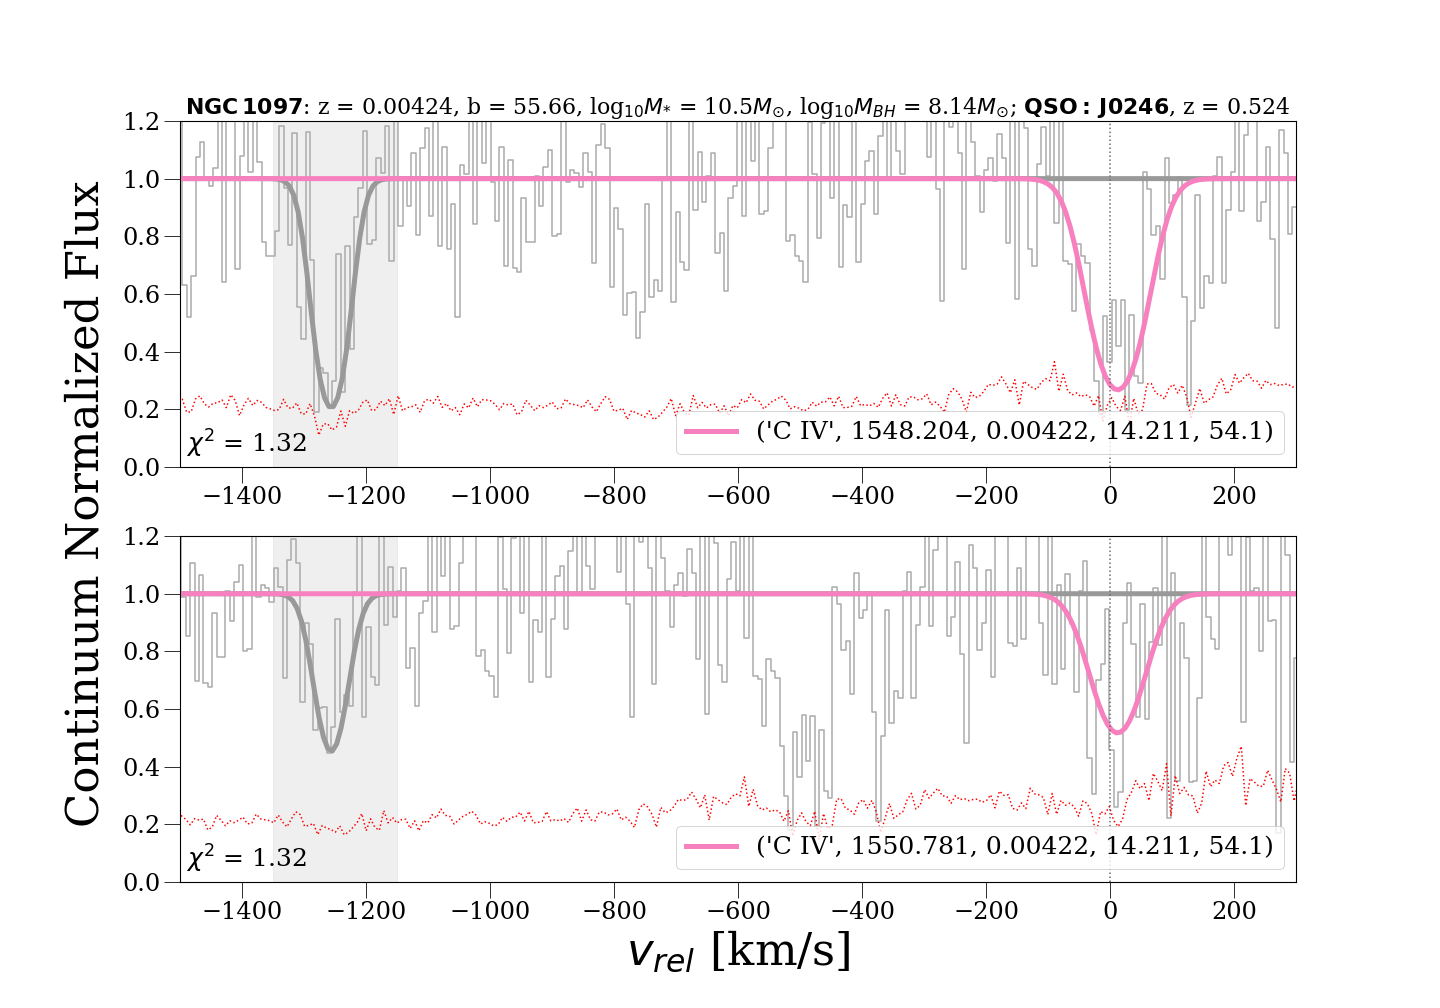 NGC 1097: z = 0.00424, b = 55.66, log₁₀M* = 10.5M⊙, log₁₀M_BH = 8.14M⊙; QSO : J0246, z = 0.524
Continuum Normalized Flux
1.2
1.0
0.8
0.6
0.4
0.2
0.0
χ² = 1.32
('C IV', 1548.204, 0.00422, 14.211, 54.1)
−1400 −1200 −1000 −800 −600 −400 −200 0 200
1.2
1.0
0.8
0.6
0.4
0.2
0.0
χ² = 1.32
('C IV', 1550.781, 0.00422, 14.211, 54.1)
−1400 −1200 −1000 −800 −600 −400 −200 0 200
v_rel [km/s]